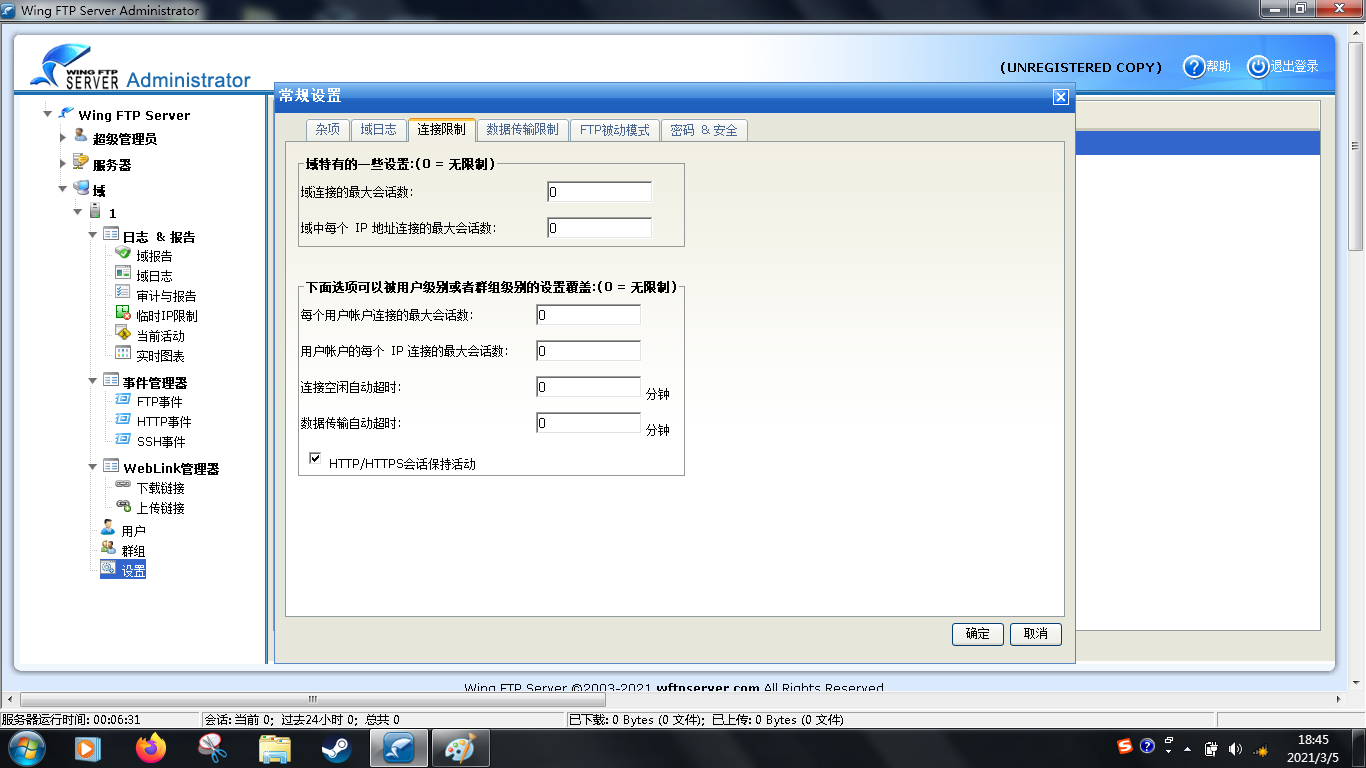 Wing FTP Server Administrator
WING FTP SERVER Administrator
(UNREGISTERED COPY) 帮助 退出登录
Wing FTP Server
超级管理员
服务器
域
1
日志 & 报告
域报告
域日志
审计与报告
临时IP限制
当前活动
实时图表
事件管理器
FTP事件
HTTP事件
SSH事件
WebLink管理器
下载链接
上传链接
用户
群组
设置
常规设置
杂项 域日志 连接限制 数据传输限制 FTP被动模式 密码 & 安全
域特有的一些设置:(0 = 无限制)
域连接的最大会话数: 0
域中每个 IP 地址连接的最大会话数: 0
下面选项可以被用户级别或者群组级别的设置覆盖:(0 = 无限制)
每个用户帐户连接的最大会话数: 0
用户帐户的每个 IP 连接的最大会话数: 0
连接空闲自动超时: 0 分钟
数据传输自动超时: 0 分钟
HTTP/HTTPS会话保持活动
确定 取消
Wing FTP Server ©2003-2021 wftpserver.com All Rights Reserved
服务器运行时间: 00:06:31 会话: 当前 0; 过去24小时 0; 总共 0 已下载: 0 Bytes (0 文件); 已上传: 0 Bytes (0 文件)
18:45
2021/3/5